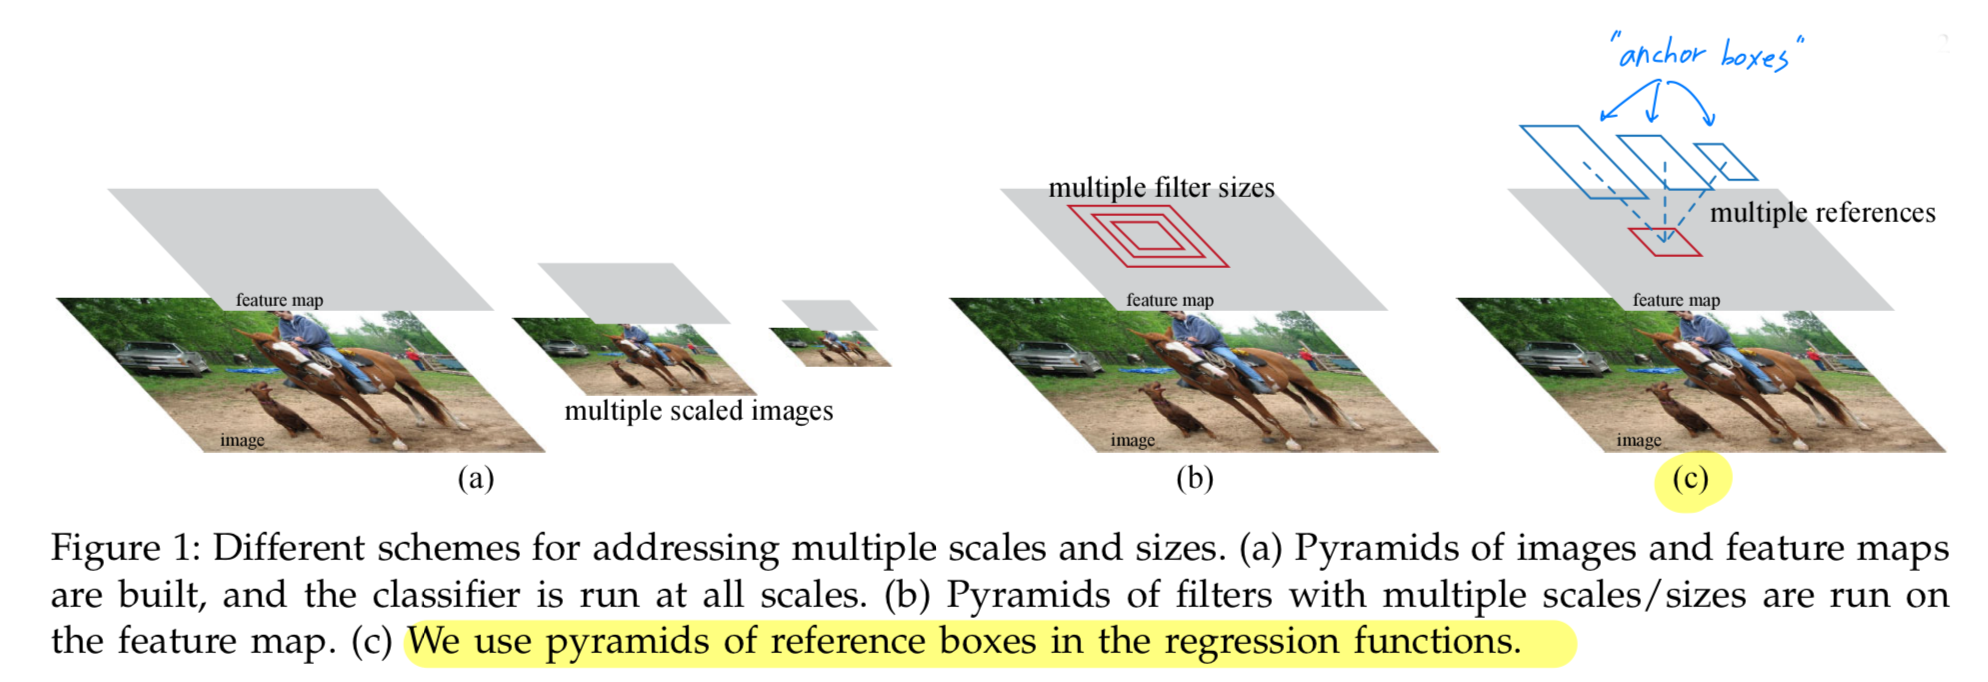 "anchor boxes"
multiple filter sizes
multiple references
feature map
feature map
feature map
multiple scaled images
image
image
image
(a)
(b)
(c)
Figure 1: Different schemes for addressing multiple scales and sizes. (a) Pyramids of images and feature maps
are built, and the classifier is run at all scales. (b) Pyramids of filters with multiple scales/sizes are run on
the feature map. (c) We use pyramids of reference boxes in the regression functions.